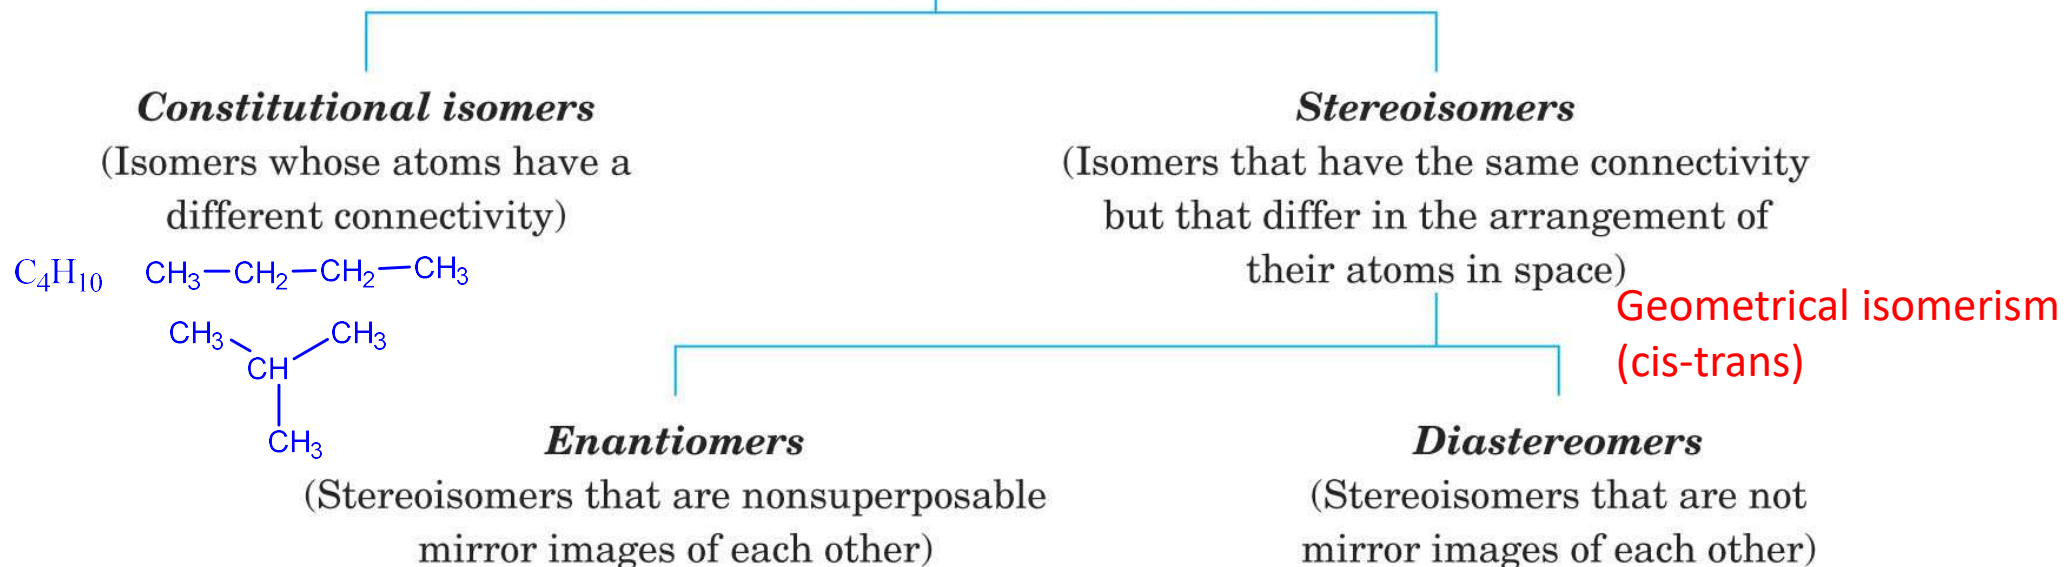 Constitutional isomers
(Isomers whose atoms have a
different connectivity)
C₄H₁₀ CH₃—CH₂—CH₂—CH₃
CH₃ CH₃
CH
CH₃
Stereoisomers
(Isomers that have the same connectivity
but that differ in the arrangement of
their atoms in space)
Geometrical isomerism
(cis-trans)
Enantiomers
(Stereoisomers that are nonsuperposable
mirror images of each other)
Diastereomers
(Stereoisomers that are not
mirror images of each other)